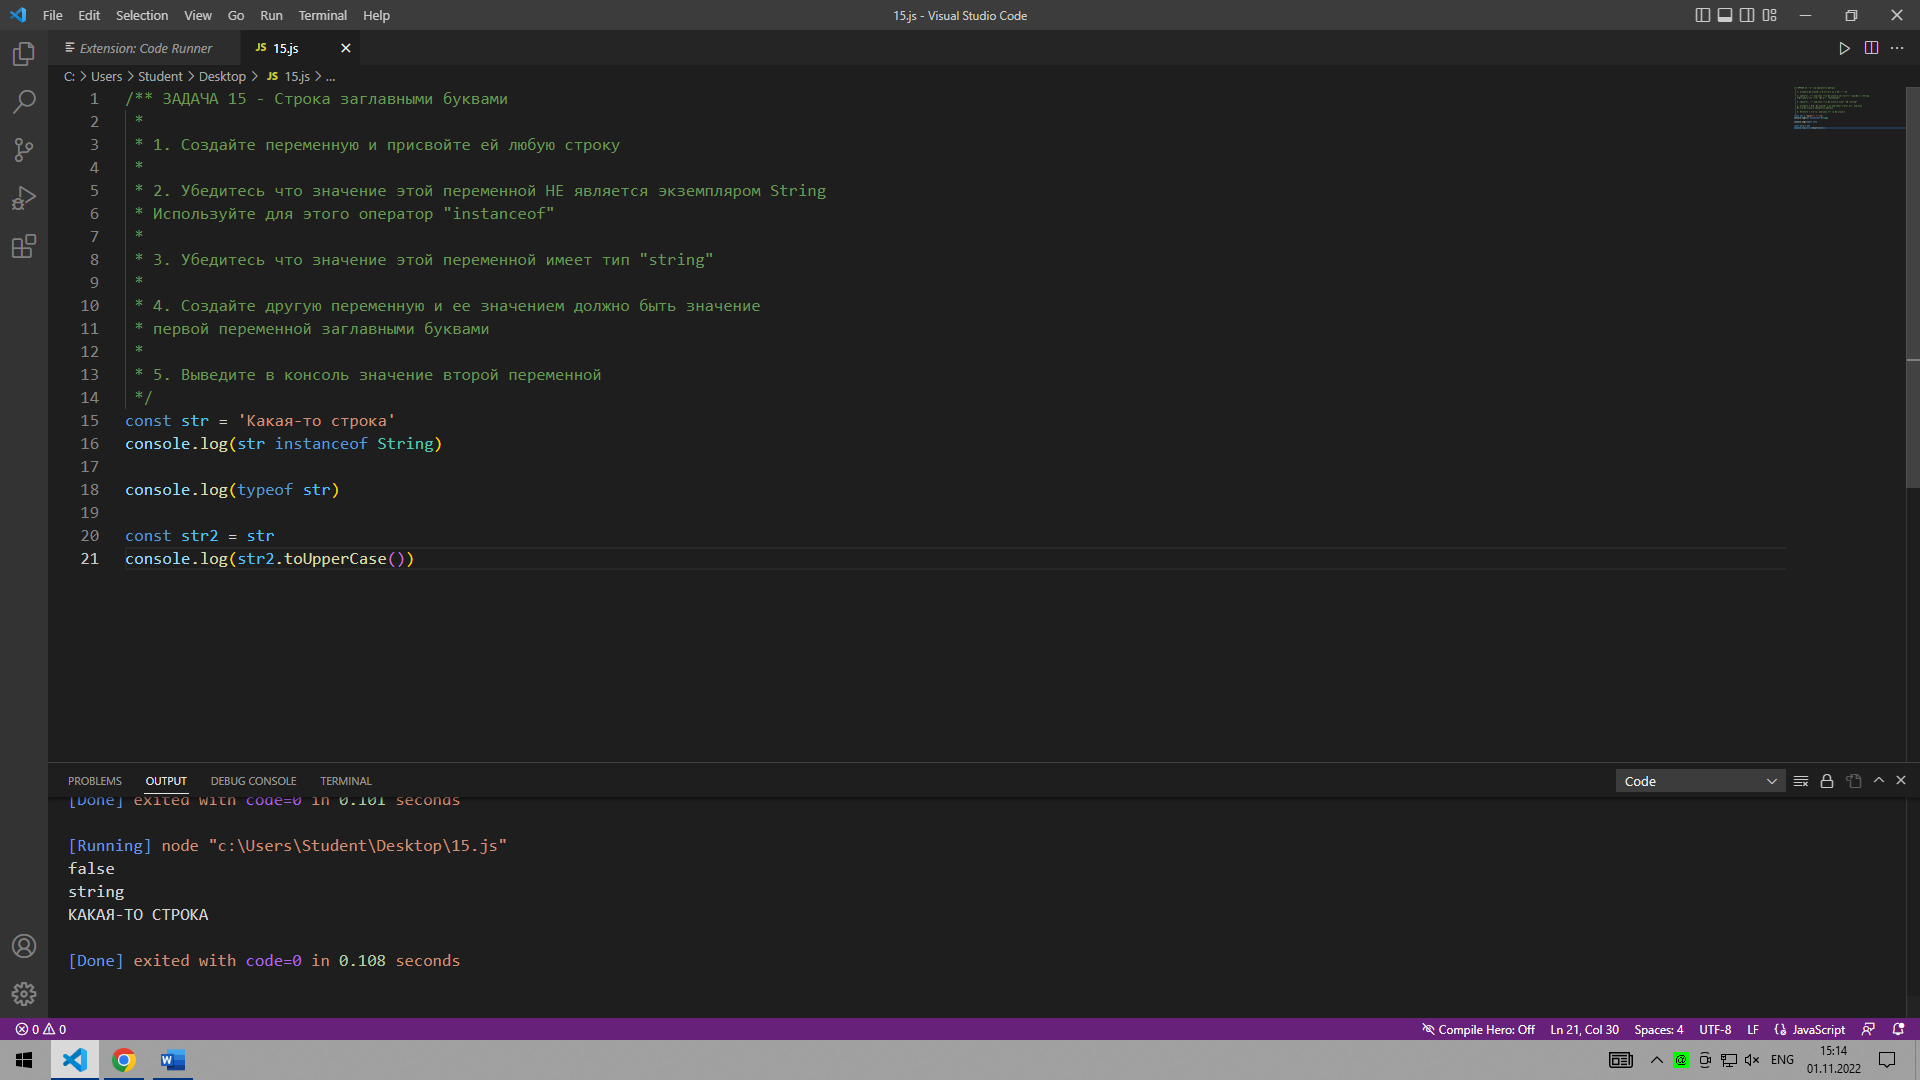 File Edit Selection View Go Run Terminal Help 15.js - Visual Studio Code
Extension: Code Runner JS 15.js
C: > Users > Student > Desktop > JS 15.js > ...
1 /** ЗАДАЧА 15 - Строка заглавными буквами
2 *
3 * 1. Создайте переменную и присвойте ей любую строку
4 *
5 * 2. Убедитесь что значение этой переменной НЕ является экземпляром String
6 * Используйте для этого оператор "instanceof"
7 *
8 * 3. Убедитесь что значение этой переменной имеет тип "string"
9 *
10 * 4. Создайте другую переменную и ее значением должно быть значение
11 * первой переменной заглавными буквами
12 *
13 * 5. Выведите в консоль значение второй переменной
14 */
15 const str = 'Какая-то строка'
16 console.log(str instanceof String)
17
18 console.log(typeof str)
19
20 const str2 = str
21 console.log(str2.toUpperCase())
PROBLEMS OUTPUT DEBUG CONSOLE TERMINAL Code
[Done] exited with code=0 in 0.101 seconds
[Running] node "c:\Users\Student\Desktop\15.js"
false
string
КАКАЯ-ТО СТРОКА
[Done] exited with code=0 in 0.108 seconds
0 0 Compile Hero: Off Ln 21, Col 30 Spaces: 4 UTF-8 LF JavaScript
ENG 15:14
01.11.2022